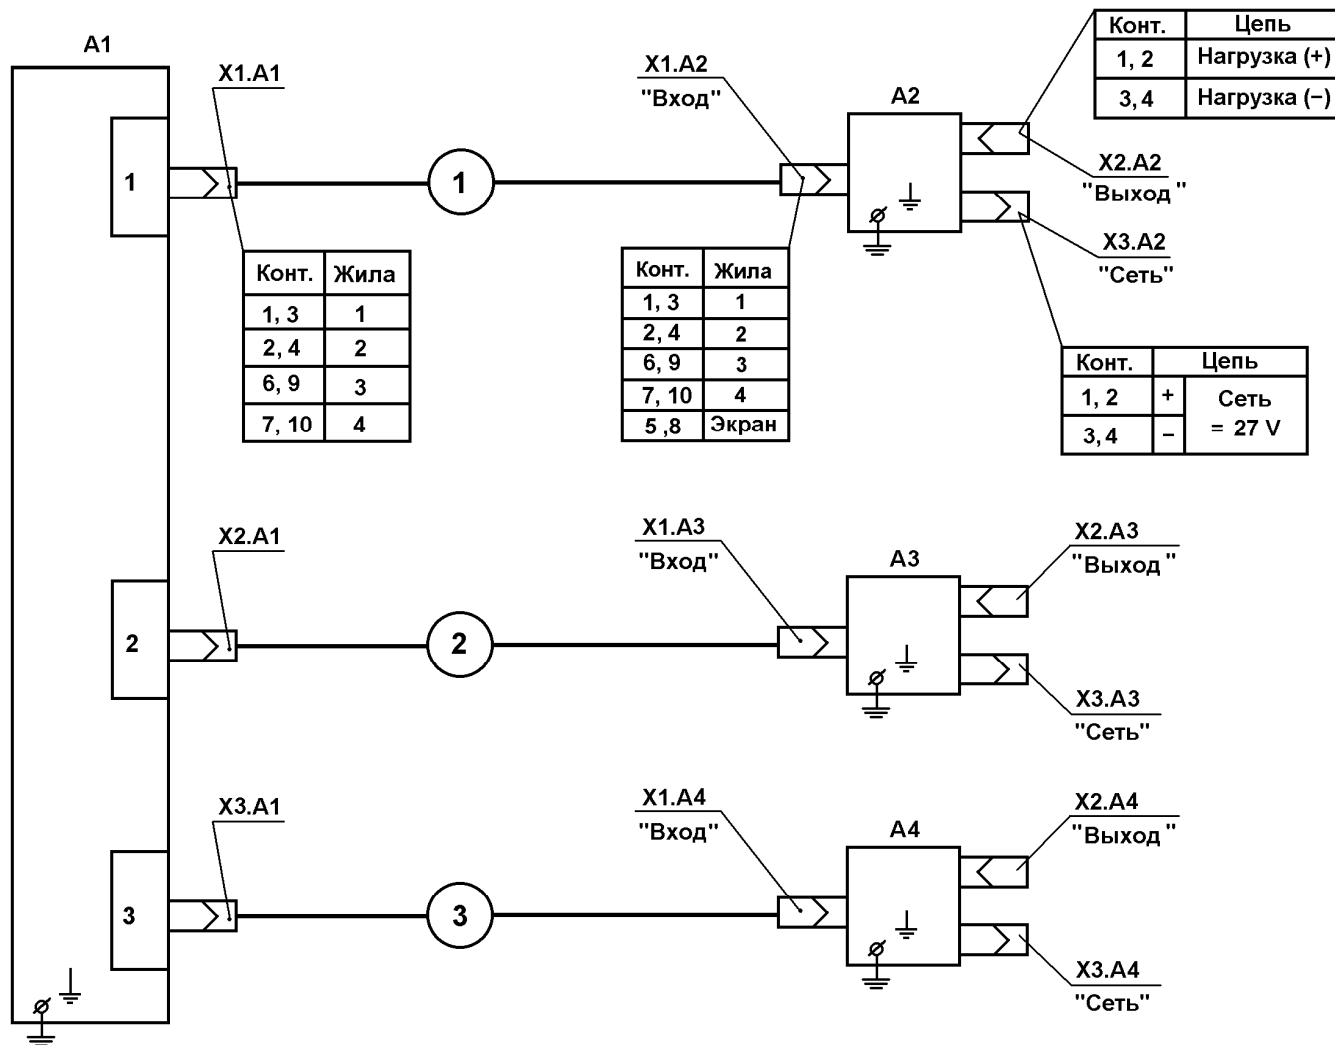 А1
1
Х1.А1
1
Х1.А2
"Вход"
А2
Конт. Цепь
1, 2 Нагрузка (+)
3, 4 Нагрузка (−)
Х2.А2
"Выход "
Х3.А2
"Сеть"
Конт. Жила
1, 3 1
2, 4 2
6, 9 3
7, 10 4
Конт. Жила
1, 3 1
2, 4 2
6, 9 3
7, 10 4
5 ,8 Экран
Конт. Цепь
1, 2 + Сеть
3, 4 − = 27 V
2
Х2.А1
2
Х1.А3
"Вход"
А3
Х2.А3
"Выход "
Х3.А3
"Сеть"
3
Х3.А1
3
Х1.А4
"Вход"
А4
Х2.А4
"Выход "
Х3.А4
"Сеть"